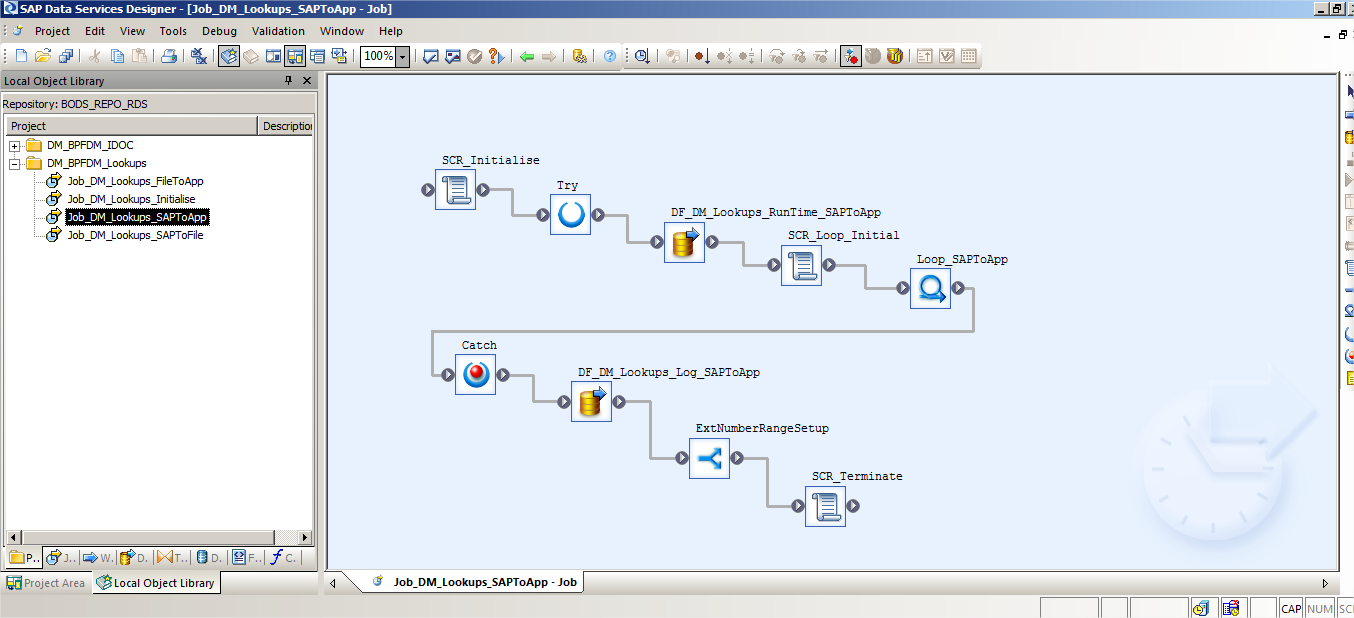 SAP Data Services Designer - [Job_DM_Lookups_SAPToApp - Job]
Project Edit View Tools Debug Validation Window Help
100%
Local Object Library
Repository: BODS_REPO_RDS
Project Description
DM_BPFDM_IDOC
DM_BPFDM_Lookups
Job_DM_Lookups_FileToApp
Job_DM_Lookups_Initialise
Job_DM_Lookups_SAPToApp
Job_DM_Lookups_SAPToFile
P.. J.. W. D. T.. D. F.. C.
Project Area Local Object Library
SCR_Initialise
Try
DF_DM_Lookups_RunTime_SAPToApp
SCR_Loop_Initial
Loop_SAPToApp
Catch
DF_DM_Lookups_Log_SAPToApp
ExtNumberRangeSetup
SCR_Terminate
Job_DM_Lookups_SAPToApp - Job
CAP NUM SC